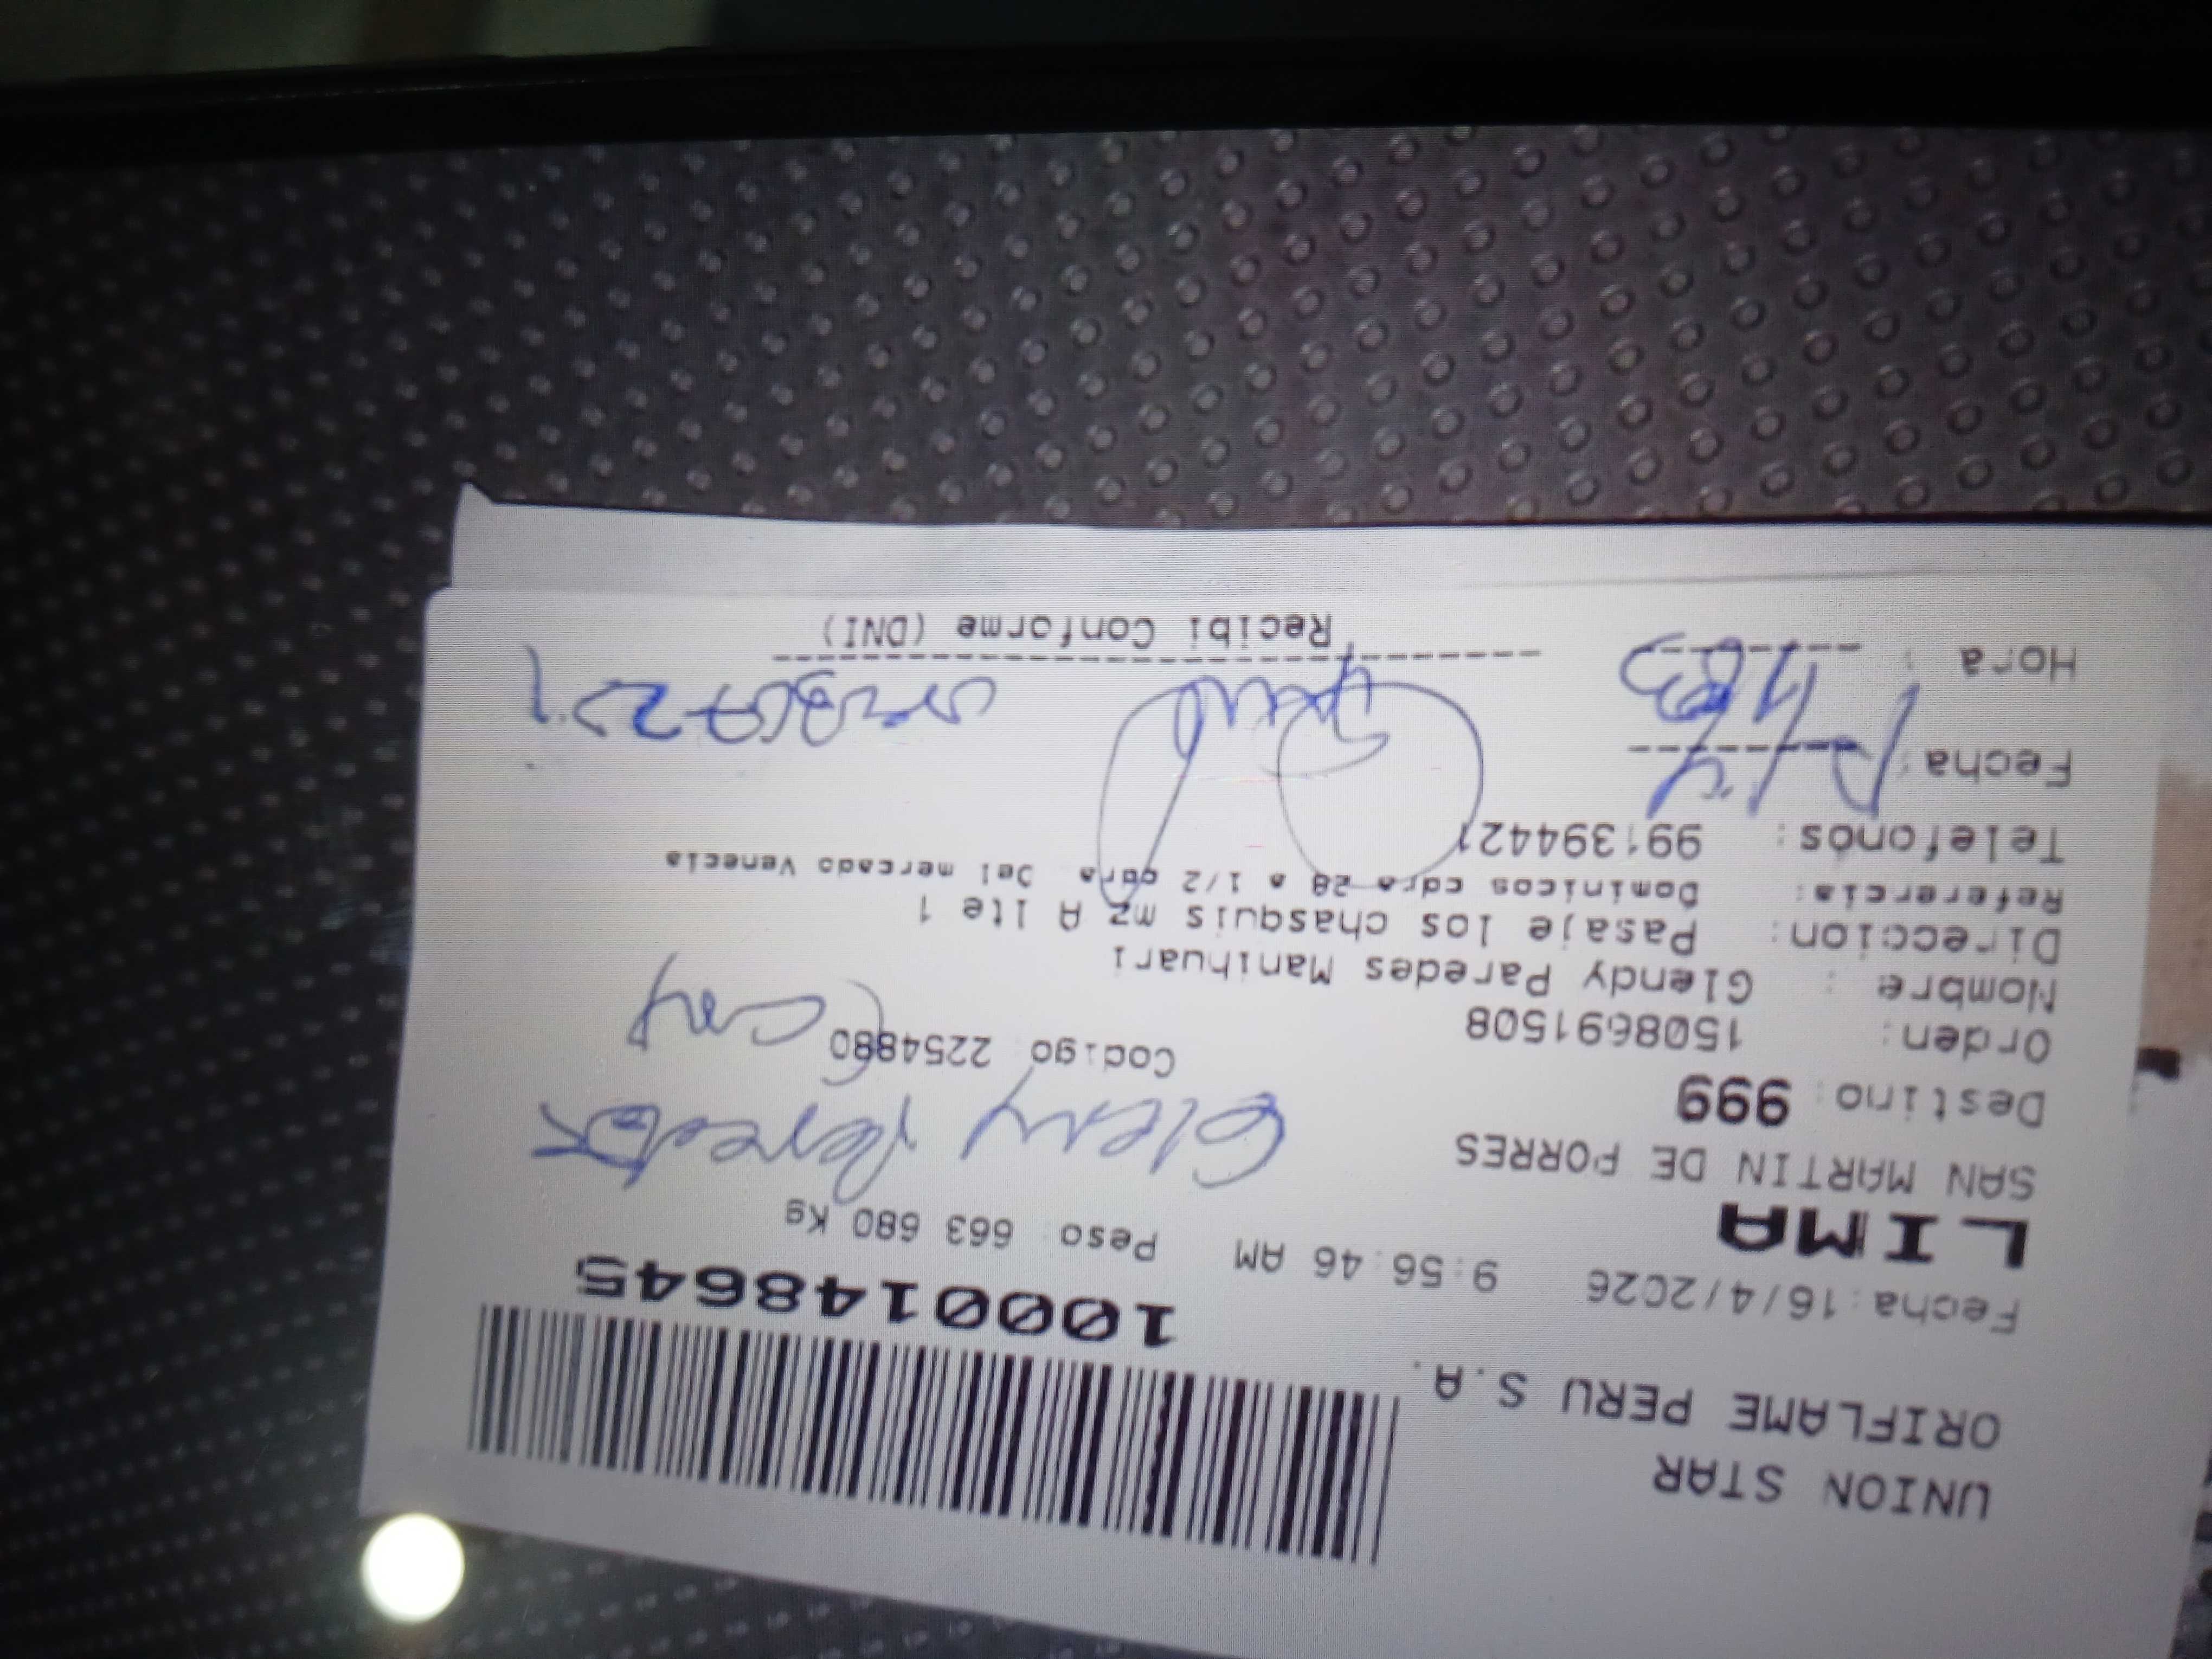 UNION STAR
ORIFLAME PERU S.A.
1000148645
Fecha:16/4/2026 9:56:46 AM Peso: 663 680 Kg
LIMA
SAN MARTIN DE PORRES
Destino: 999
Orden: 1508691508 Codigo 2254880
Nombre : Glendy Paredes Manihuari
Direccion: Pasaje los chasquis mz A lte 1
Refercia: Dominicos cdra 28 a 1/2 cdra Del mercado Venecia
Telefonos: 991394421
Fecha:
Hora :
Recibi Conforme (DNI)